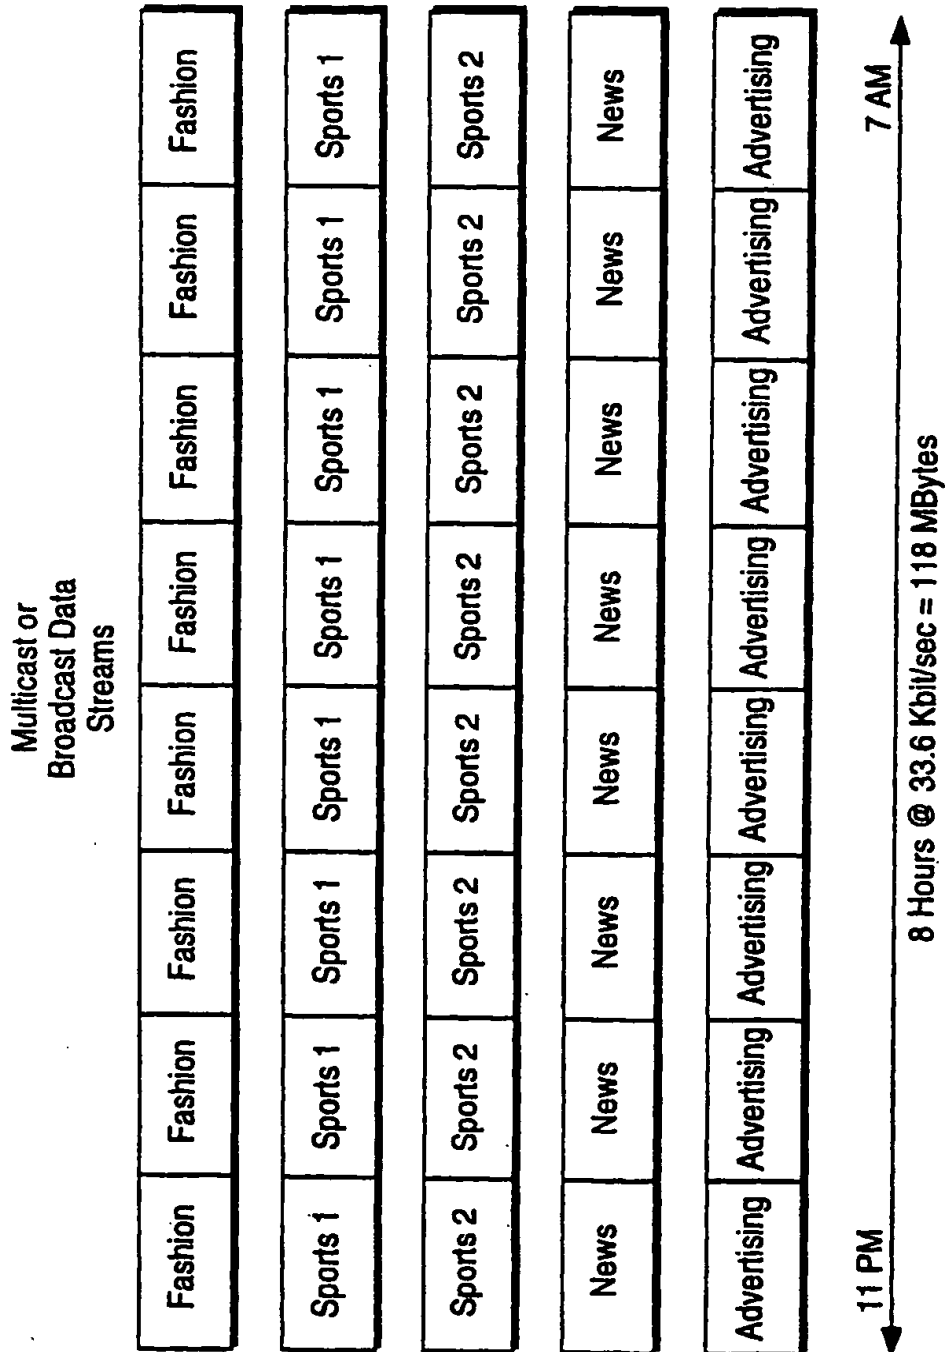 Multicast or
Broadcast Data
Streams
Fashion Fashion Fashion Fashion Fashion Fashion Fashion Fashion
Sports 1 Sports 1 Sports 1 Sports 1 Sports 1 Sports 1 Sports 1 Sports 1
Sports 2 Sports 2 Sports 2 Sports 2 Sports 2 Sports 2 Sports 2 Sports 2
News News News News News News News News
Advertising Advertising Advertising Advertising Advertising Advertising Advertising Advertising
11 PM 7 AM
8 Hours @ 33.6 Kbit/sec = 118 MBytes